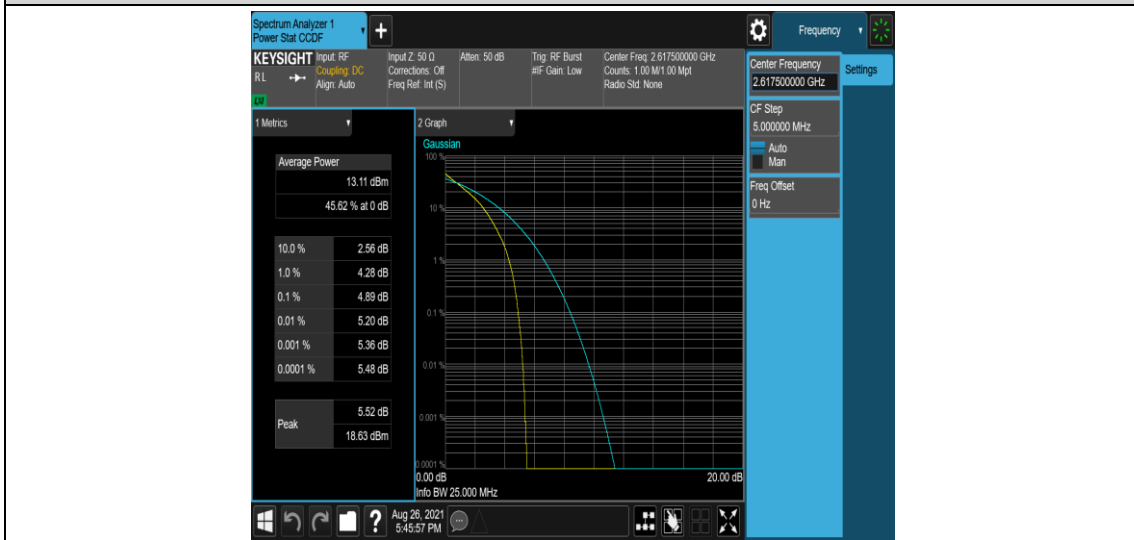 Spectrum Analyzer 1
Power Stat CCDF
Frequency
KEYSIGHT
RL
Input: RF
Coupling: DC
Align: Auto
Input Z: 50 Ω
Corrections: Off
Freq Ref: Int (S)
Atten: 50 dB
Trig: RF Burst
#IF Gain: Low
Center Freq: 2.617500000 GHz
Counts: 1.00 M/1.00 Mpt
Radio Std: None
Center Frequency
2.617500000 GHz
Settings
CF Step
5.000000 MHz
Auto
Man
Freq Offset
0 Hz
1 Metrics
Average Power
13.11 dBm
45.62 % at 0 dB
10.0 % 2.56 dB
1.0 % 4.28 dB
0.1 % 4.89 dB
0.01 % 5.20 dB
0.001 % 5.36 dB
0.0001 % 5.48 dB
Peak
5.52 dB
18.63 dBm
2 Graph
Gaussian
100 %
10 %
1 %
0.1 %
0.01 %
0.001 %
0.0001 %
0.00 dB 20.00 dB
Info BW 25.000 MHz
?
Aug 26, 2021
5:45:57 PM